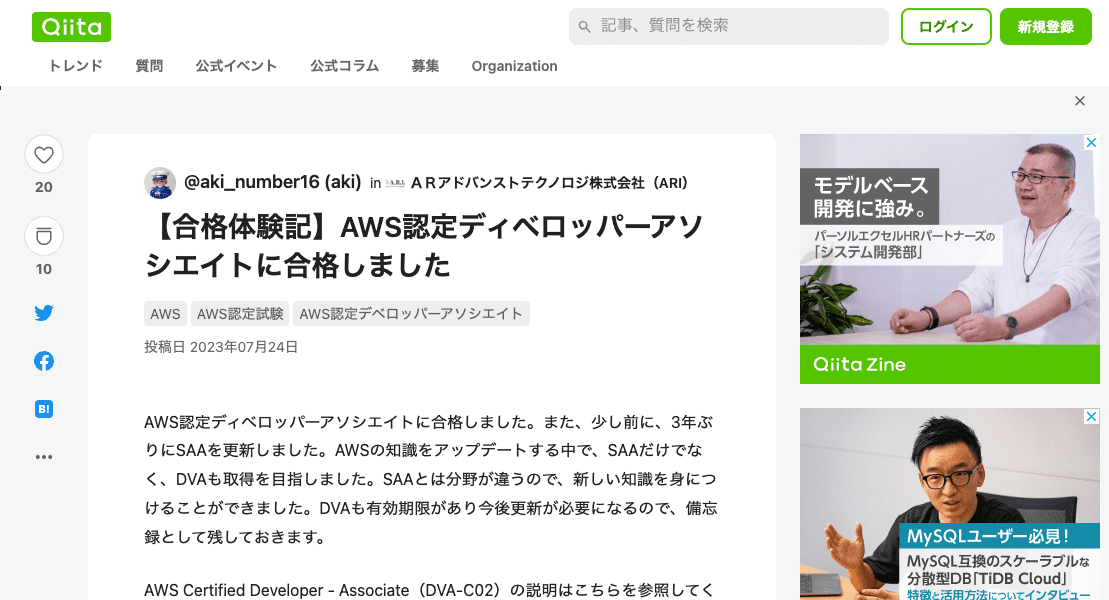 Qiita
記事、質問を検索
ログイン
新規登録
トレンド
質問
公式イベント
公式コラム
募集
Organization
20
10
B!
@aki_number16 (aki) in A.R.I. ＡＲアドバンストテクノロジ株式会社（ARI）
【合格体験記】AWS認定ディベロッパーアソ
シエイトに合格しました
AWS
AWS認定試験
AWS認定デベロッパーアソシエイト
投稿日 2023年07月24日
AWS認定ディベロッパーアソシエイトに合格しました。また、少し前に、3年ぶ
りにSAAを更新しました。AWSの知識をアップデートする中で、SAAだけでな
く、DVAも取得を目指しました。SAAとは分野が違うので、新しい知識を身につ
けることができました。DVAも有効期限があり今後更新が必要になるので、備忘
録として残しておきます。
AWS Certified Developer - Associate（DVA-C02）の説明はこちらを参照してく
モデルベース
開発に強み。
パーソルエクセルHRパートナーズの
「システム開発部」
Qiita Zine
MySQLユーザー必見！
MySQL互換のスケーラブルな
分散型DB「TiDB Cloud」
特徴と活用方法についてインタビュー